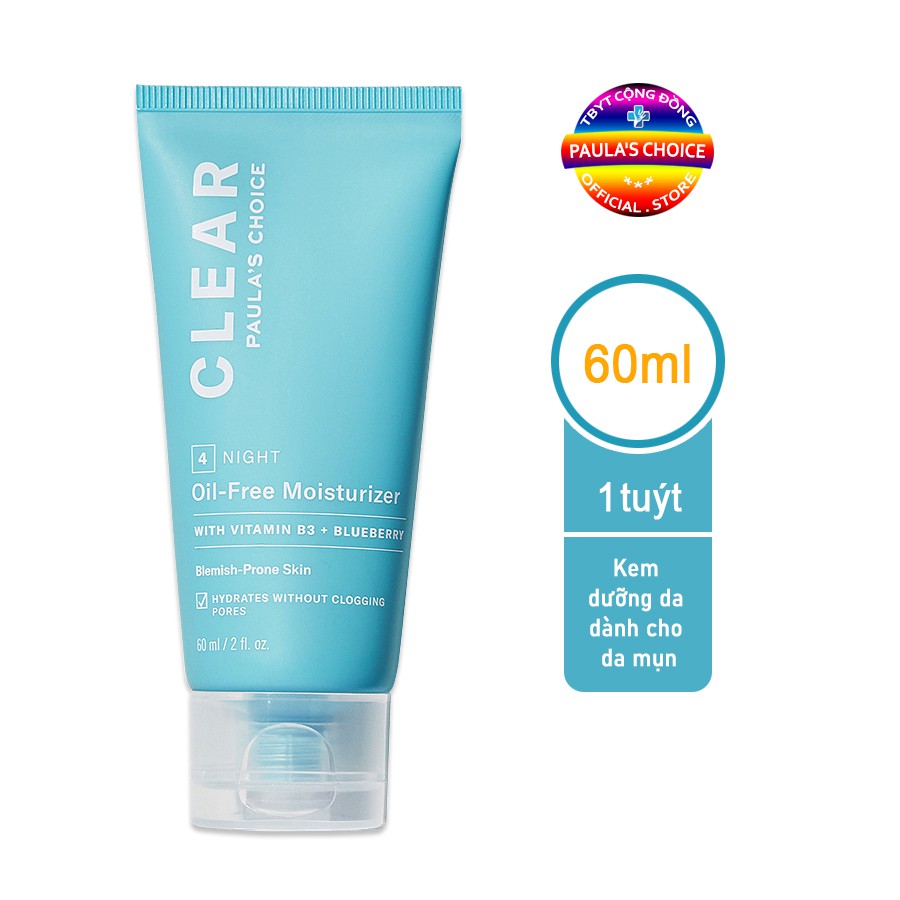 CLEAR
PAULA'S CHOICE
4 NIGHT
Oil-Free Moisturizer
WITH VITAMIN B3 + BLUEBERRY
Blemish-Prone Skin
HYDRATES WITHOUT CLOGGING
PORES
60 ml / 2 fl. oz.
TBYT CỘNG ĐỒNG
PAULA'S CHOICE
***
OFFICIAL . STORE
60ml
1 tuýt
Kem
dưỡng da
dành cho
da mụn